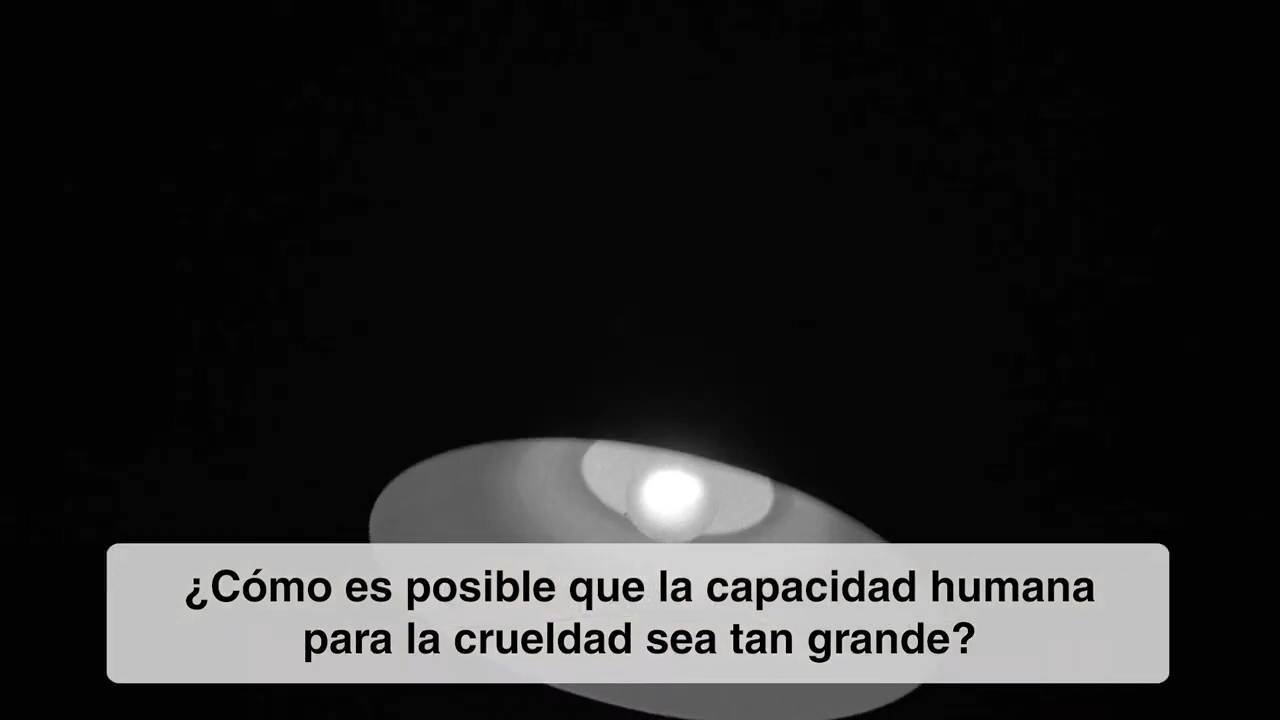 ¿Cómo es posible que la capacidad humana
para la crueldad sea tan grande?